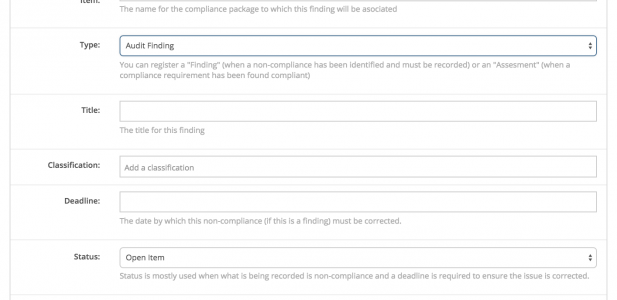 Item:
The name for the compliance package to which this finding will be asociated
Type:
Audit Finding
You can register a "Finding" (when a non-compliance has been identified and must be recorded) or an "Assesment" (when a
compliance requirement has been found compliant)
Title:
The title for this finding
Classification:
Add a classification
Deadline:
The date by which this non-compliance (if this is a finding) must be corrected.
Status:
Open Item
Status is mostly used when what is being recorded is non-compliance and a deadline is required to ensure the issue is corrected.